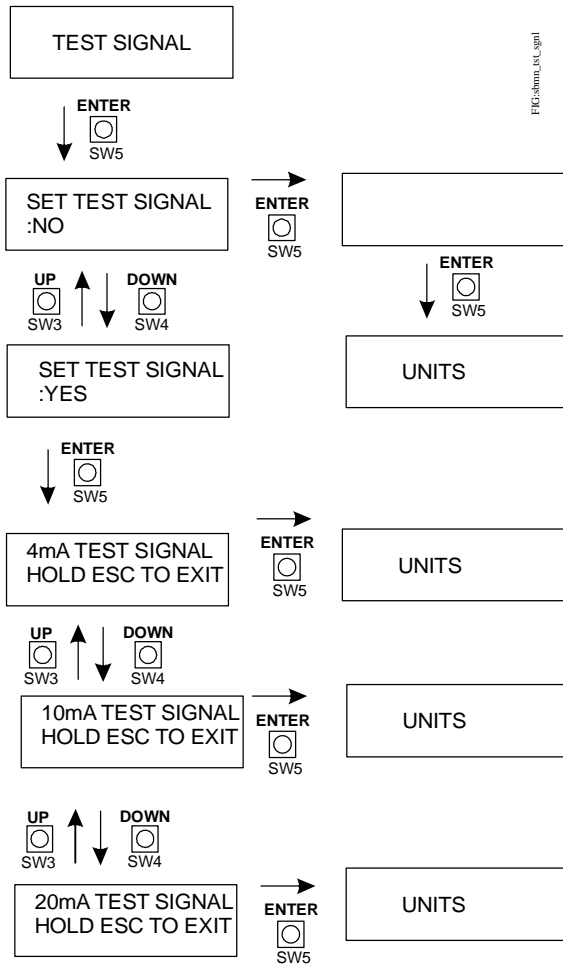 TEST SIGNAL
FIG:sbmn_tst_sgnl
ENTER
SW5
SET TEST SIGNAL
:NO
ENTER
SW5
UP
SW3
DOWN
SW4
ENTER
SW5
SET TEST SIGNAL
:YES
UNITS
ENTER
SW5
4mA TEST SIGNAL
HOLD ESC TO EXIT
ENTER
SW5
UNITS
UP
SW3
DOWN
SW4
10mA TEST SIGNAL
HOLD ESC TO EXIT
ENTER
SW5
UNITS
UP
SW3
DOWN
SW4
20mA TEST SIGNAL
HOLD ESC TO EXIT
ENTER
SW5
UNITS